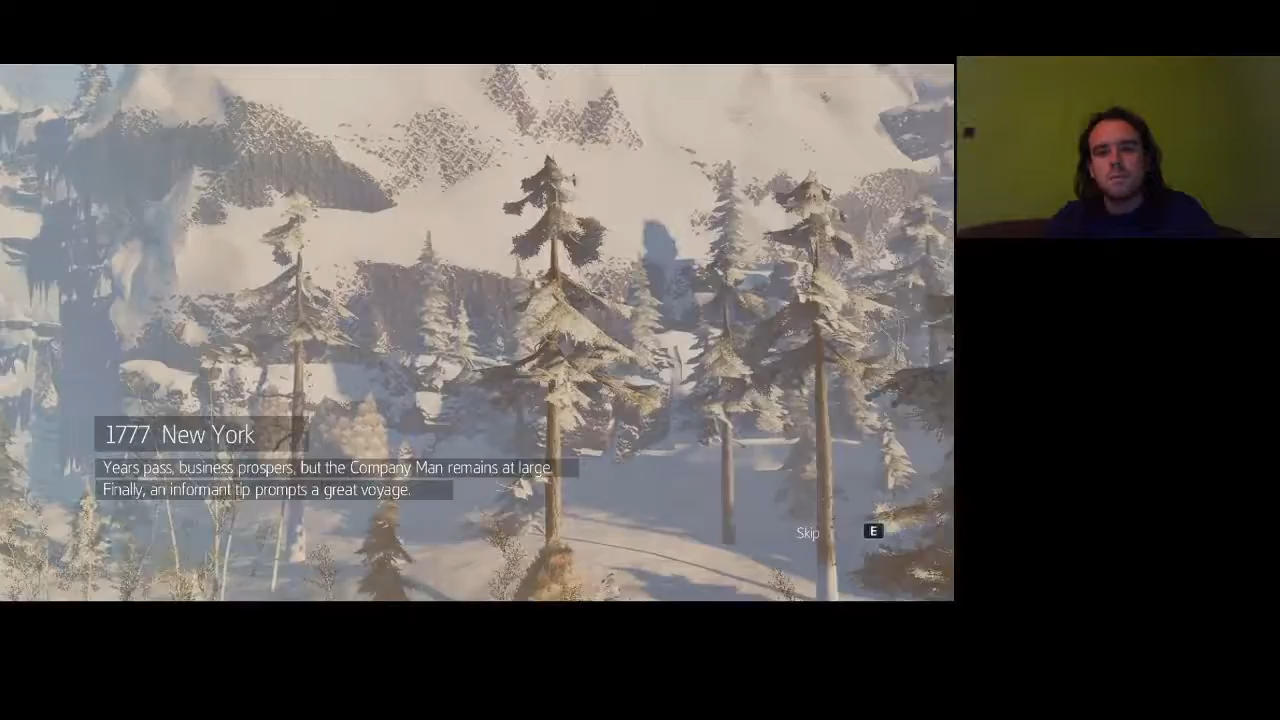 1777 New York
Years pass, business prospers, but the Company Man remains at large.
Finally, an informant tip prompts a great voyage.
Skip E